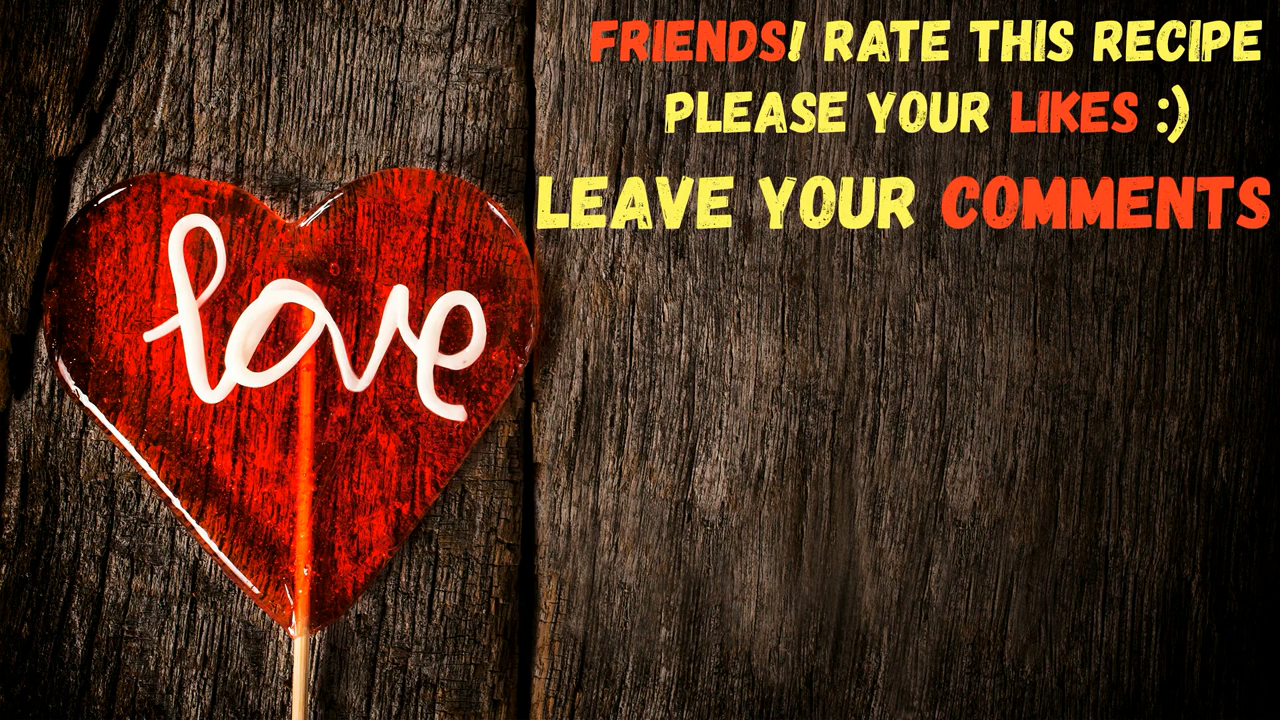 FRIENDS! RATE THIS RECIPE
PLEASE YOUR LIKES :)
LEAVE YOUR COMMENTS
love